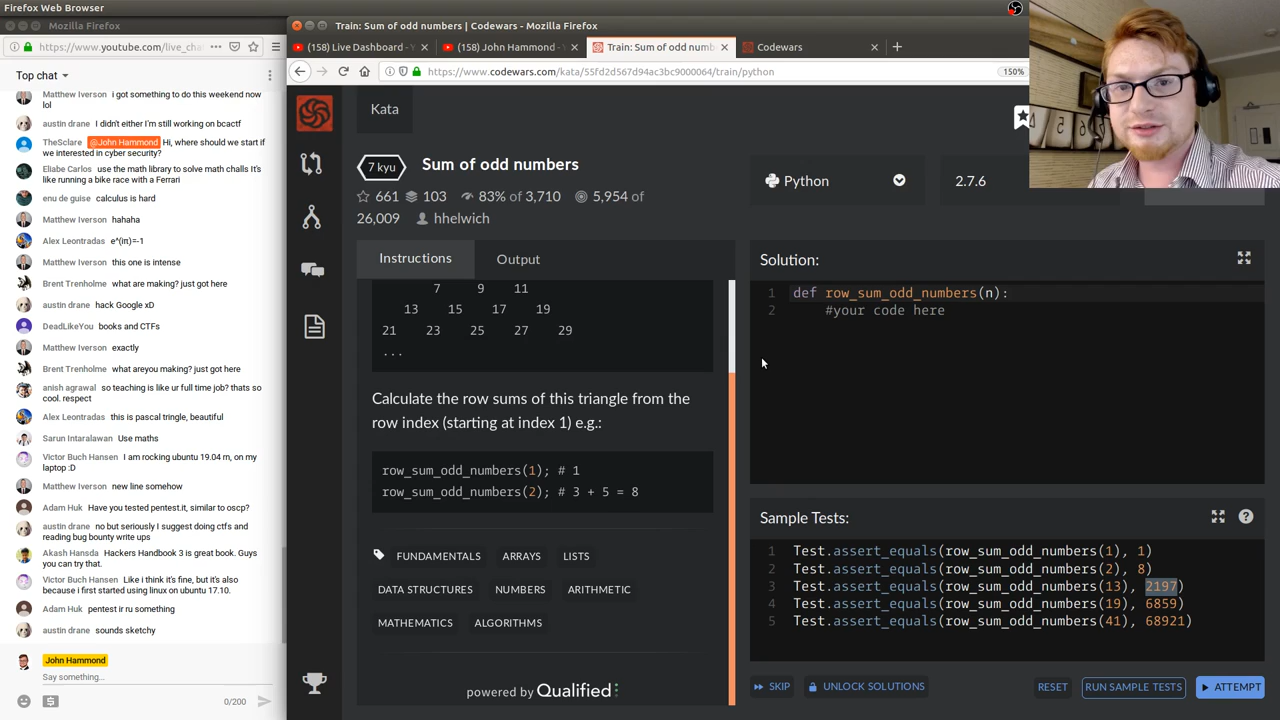 Firefox Web Browser
Mozilla Firefox
https://www.youtube.com/live_cha
Top chat
Matthew Iverson i got something to do this weekend now
lol
austin drane I didn't either I'm still working on bcactf
TheSclare @John Hammond Hi, where should we start if
we interested in cyber security?
Eliabe Carlos use the math library to solve math challs It's
like running a bike race with a Ferrari
enu de guise calculus is hard
Matthew Iverson hahaha
Alex Leontradas e^(iπ)=-1
Matthew Iverson this one is intense
Brent Trenholme what are making? just got here
austin drane hack Google xD
DeadLikeYou books and CTFs
Matthew Iverson exactly
Brent Trenholme what areyou making? just got here
anish agrawal so teaching is like ur full time job? thats so
cool. respect
Alex Leontradas this is pascal tringle, beautiful
Sarun Intaralawan Use maths
Victor Buch Hansen I am rocking ubuntu 19.04 rn, on my
laptop :D
Matthew Iverson new line somehow
Adam Huk Have you tested pentest.it, similar to oscp?
austin drane no but seriously I suggest doing ctfs and
reading bug bounty write ups
Akash Hansda Hackers Handbook 3 is great book. Guys
you can try that.
Victor Buch Hansen Like i think it's fine, but it's also
because i first started using linux on ubuntu 17.10.
Adam Huk pentest ir ru something
austin drane sounds sketchy
John Hammond
Say something...
0/200
Train: Sum of odd numbers | Codewars - Mozilla Firefox
(158) Live Dashboard - Y
(158) John Hammond -
Train: Sum of odd numb
Codewars
https://www.codewars.com/kata/55fd2d567d94ac3bc9000064/train/python
150%
Kata
7 kyu
Sum of odd numbers
661 103 83% of 3,710 5,954 of
26,009 hhelwich
Python
2.7.6
Instructions
Output
7 9 11
13 15 17 19
21 23 25 27 29
...
Calculate the row sums of this triangle from the
row index (starting at index 1) e.g.:
row_sum_odd_numbers(1); # 1
row_sum_odd_numbers(2); # 3 + 5 = 8
FUNDAMENTALS ARRAYS LISTS
DATA STRUCTURES NUMBERS ARITHMETIC
MATHEMATICS ALGORITHMS
powered by Qualified
Solution:
1 def row_sum_odd_numbers(n):
2 #your code here
Sample Tests:
1 Test.assert_equals(row_sum_odd_numbers(1), 1)
2 Test.assert_equals(row_sum_odd_numbers(2), 8)
3 Test.assert_equals(row_sum_odd_numbers(13), 2197)
4 Test.assert_equals(row_sum_odd_numbers(19), 6859)
5 Test.assert_equals(row_sum_odd_numbers(41), 68921)
SKIP
UNLOCK SOLUTIONS
RESET
RUN SAMPLE TESTS
ATTEMPT